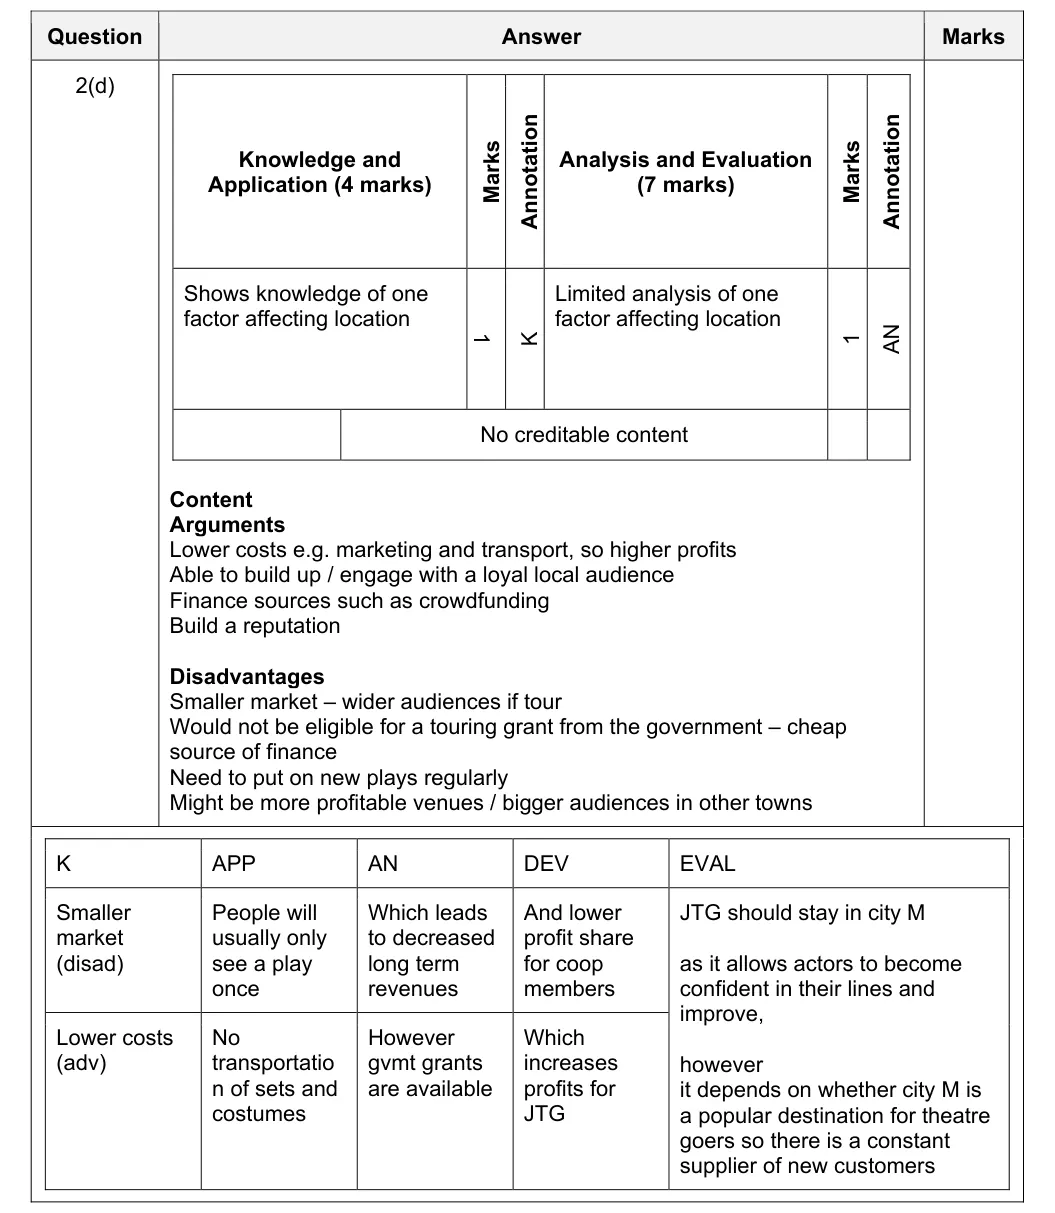 Question Answer Marks
2(d)
Knowledge and
Application (4 marks)
Marks
Annotation
Analysis and Evaluation
(7 marks)
Marks
Annotation
Shows knowledge of one
factor affecting location
1
K
Limited analysis of one
factor affecting location
1
AN
No creditable content
Content
Arguments
Lower costs e.g. marketing and transport, so higher profits
Able to build up / engage with a loyal local audience
Finance sources such as crowdfunding
Build a reputation
Disadvantages
Smaller market – wider audiences if tour
Would not be eligible for a touring grant from the government – cheap
source of finance
Need to put on new plays regularly
Might be more profitable venues / bigger audiences in other towns
K APP AN DEV EVAL
Smaller
market
(disad)
People will
usually only
see a play
once
Which leads
to decreased
long term
revenues
And lower
profit share
for coop
members
JTG should stay in city M
as it allows actors to become
confident in their lines and
improve,
however
it depends on whether city M is
a popular destination for theatre
goers so there is a constant
supplier of new customers
Lower costs
(adv)
No
transportatio
n of sets and
costumes
However
gvmt grants
are available
Which
increases
profits for
JTG